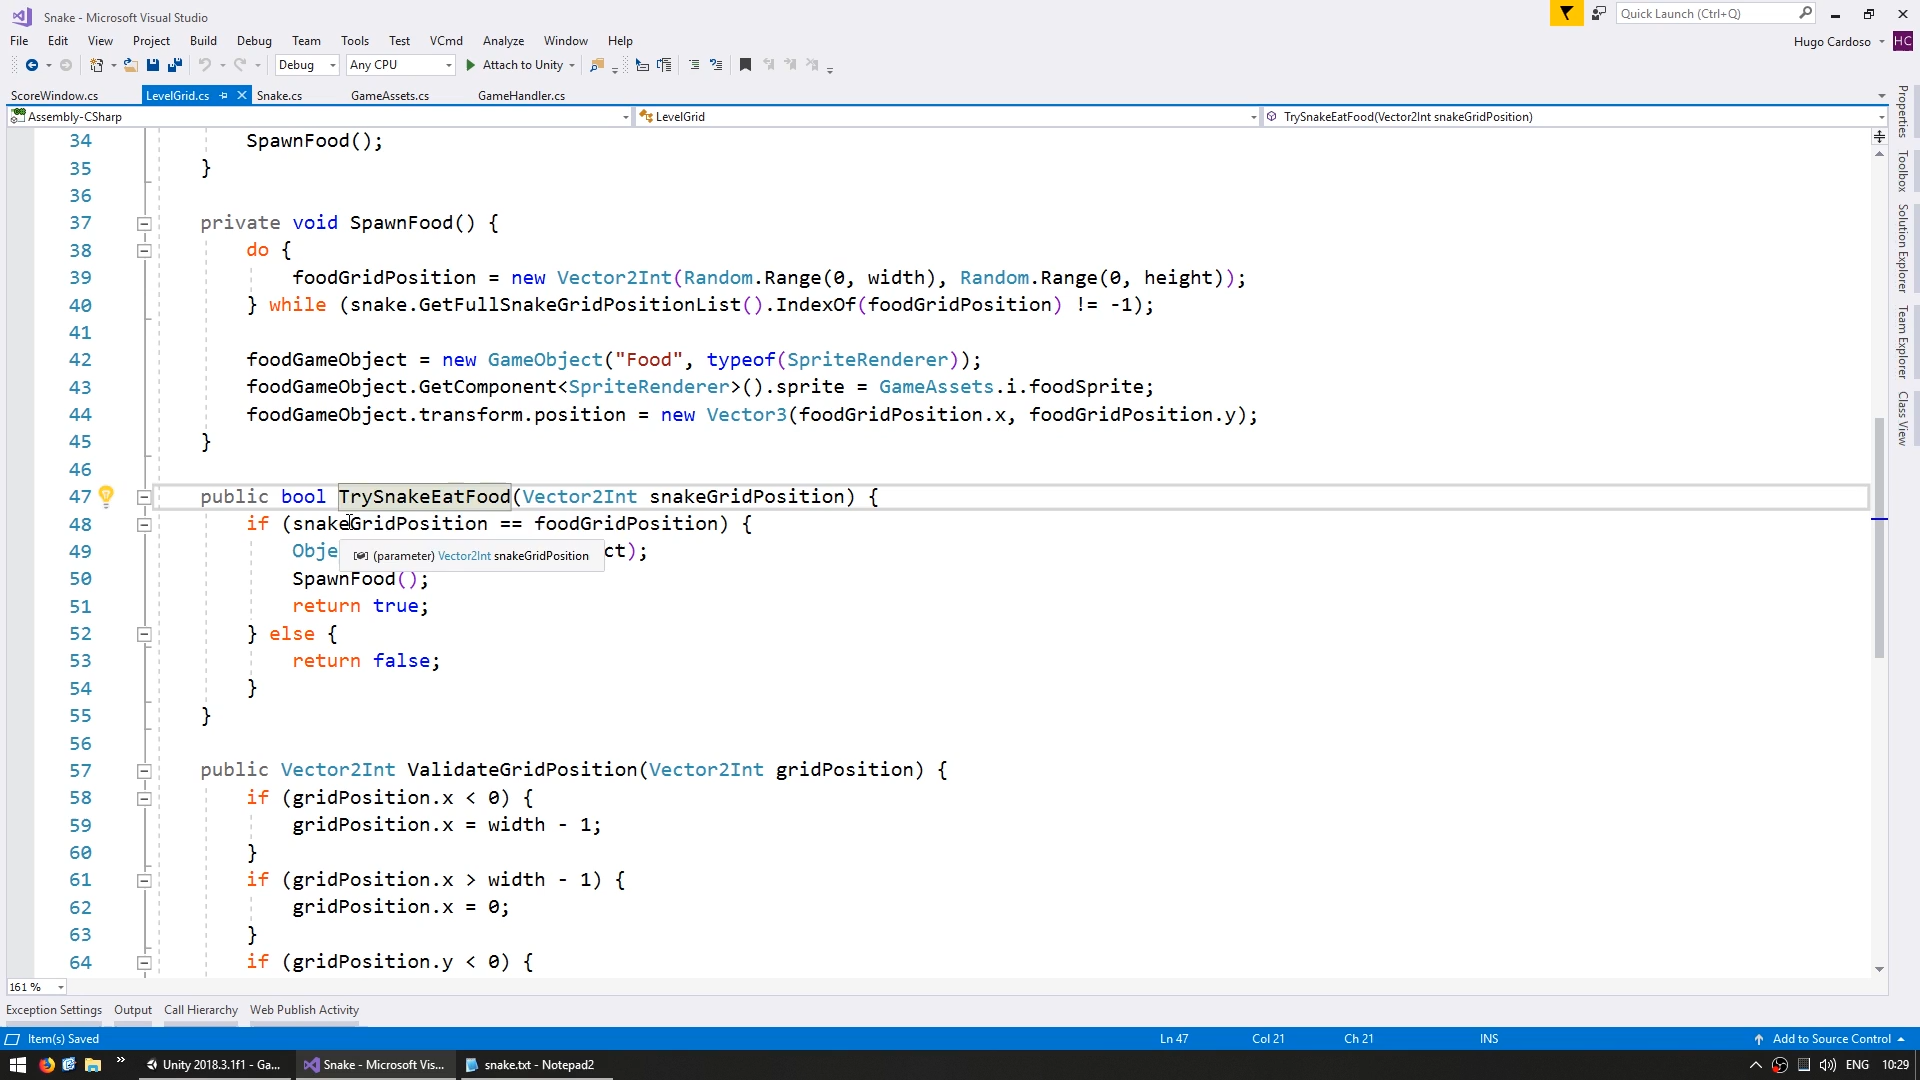 Snake - Microsoft Visual Studio
Quick Launch (Ctrl+Q)
File Edit View Project Build Debug Team Tools Test VCmd Analyze Window Help
Hugo Cardoso HC
Debug Any CPU Attach to Unity
ScoreWindow.cs LevelGrid.cs Snake.cs GameAssets.cs GameHandler.cs
Assembly-CSharp LevelGrid TrySnakeEatFood(Vector2Int snakeGridPosition)
34 SpawnFood();
35 }
36
37 private void SpawnFood() {
38 do {
39 foodGridPosition = new Vector2Int(Random.Range(0, width), Random.Range(0, height));
40 } while (snake.GetFullSnakeGridPositionList().IndexOf(foodGridPosition) != -1);
41
42 foodGameObject = new GameObject("Food", typeof(SpriteRenderer));
43 foodGameObject.GetComponent<SpriteRenderer>().sprite = GameAssets.i.foodSprite;
44 foodGameObject.transform.position = new Vector3(foodGridPosition.x, foodGridPosition.y);
45 }
46
47 public bool TrySnakeEatFood(Vector2Int snakeGridPosition) {
48 if (snakeGridPosition == foodGridPosition) {
49 Obje ct);
(parameter) Vector2Int snakeGridPosition
50 SpawnFood();
51 return true;
52 } else {
53 return false;
54 }
55 }
56
57 public Vector2Int ValidateGridPosition(Vector2Int gridPosition) {
58 if (gridPosition.x < 0) {
59 gridPosition.x = width - 1;
60 }
61 if (gridPosition.x > width - 1) {
62 gridPosition.x = 0;
63 }
64 if (gridPosition.y < 0) {
Properties
Toolbox
Solution Explorer
Team Explorer
Class View
161 %
Exception Settings Output Call Hierarchy Web Publish Activity
Item(s) Saved Ln 47 Col 21 Ch 21 INS Add to Source Control
Unity 2018.3.1f1 - Ga... Snake - Microsoft Vis... snake.txt - Notepad2 ENG 10:29